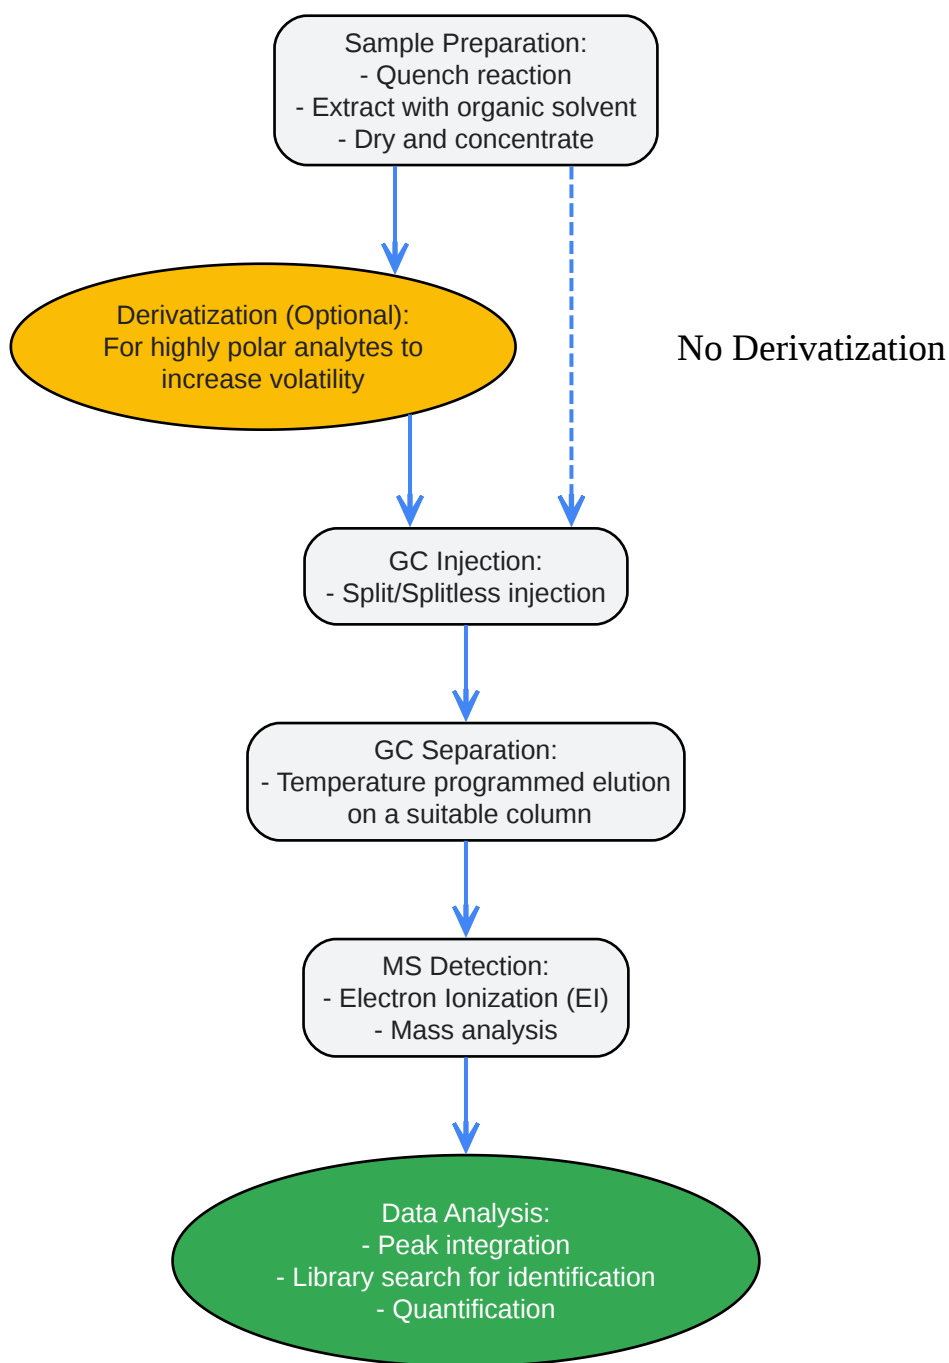 Sample Preparation:
- Quench reaction
- Extract with organic solvent
- Dry and concentrate
Derivatization (Optional):
For highly polar analytes to
increase volatility
No Derivatization
GC Injection:
- Split/Splitless injection
GC Separation:
- Temperature programmed elution
on a suitable column
MS Detection:
- Electron Ionization (EI)
- Mass analysis
Data Analysis:
- Peak integration
- Library search for identification
- Quantification